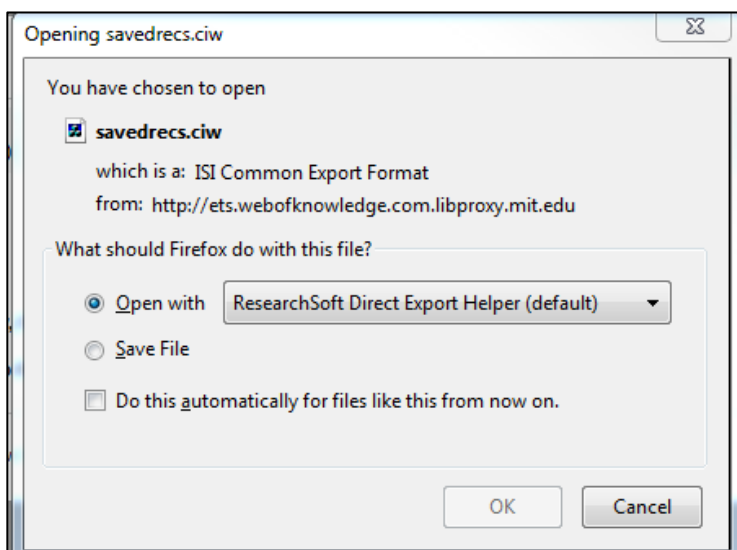 Opening savedrecs.ciw
You have chosen to open
savedrecs.ciw
which is a: ISI Common Export Format
from: http://ets.webofknowledge.com.libproxy.mit.edu
What should Firefox do with this file?
Open with ResearchSoft Direct Export Helper (default)
Save File
Do this automatically for files like this from now on.
OK Cancel